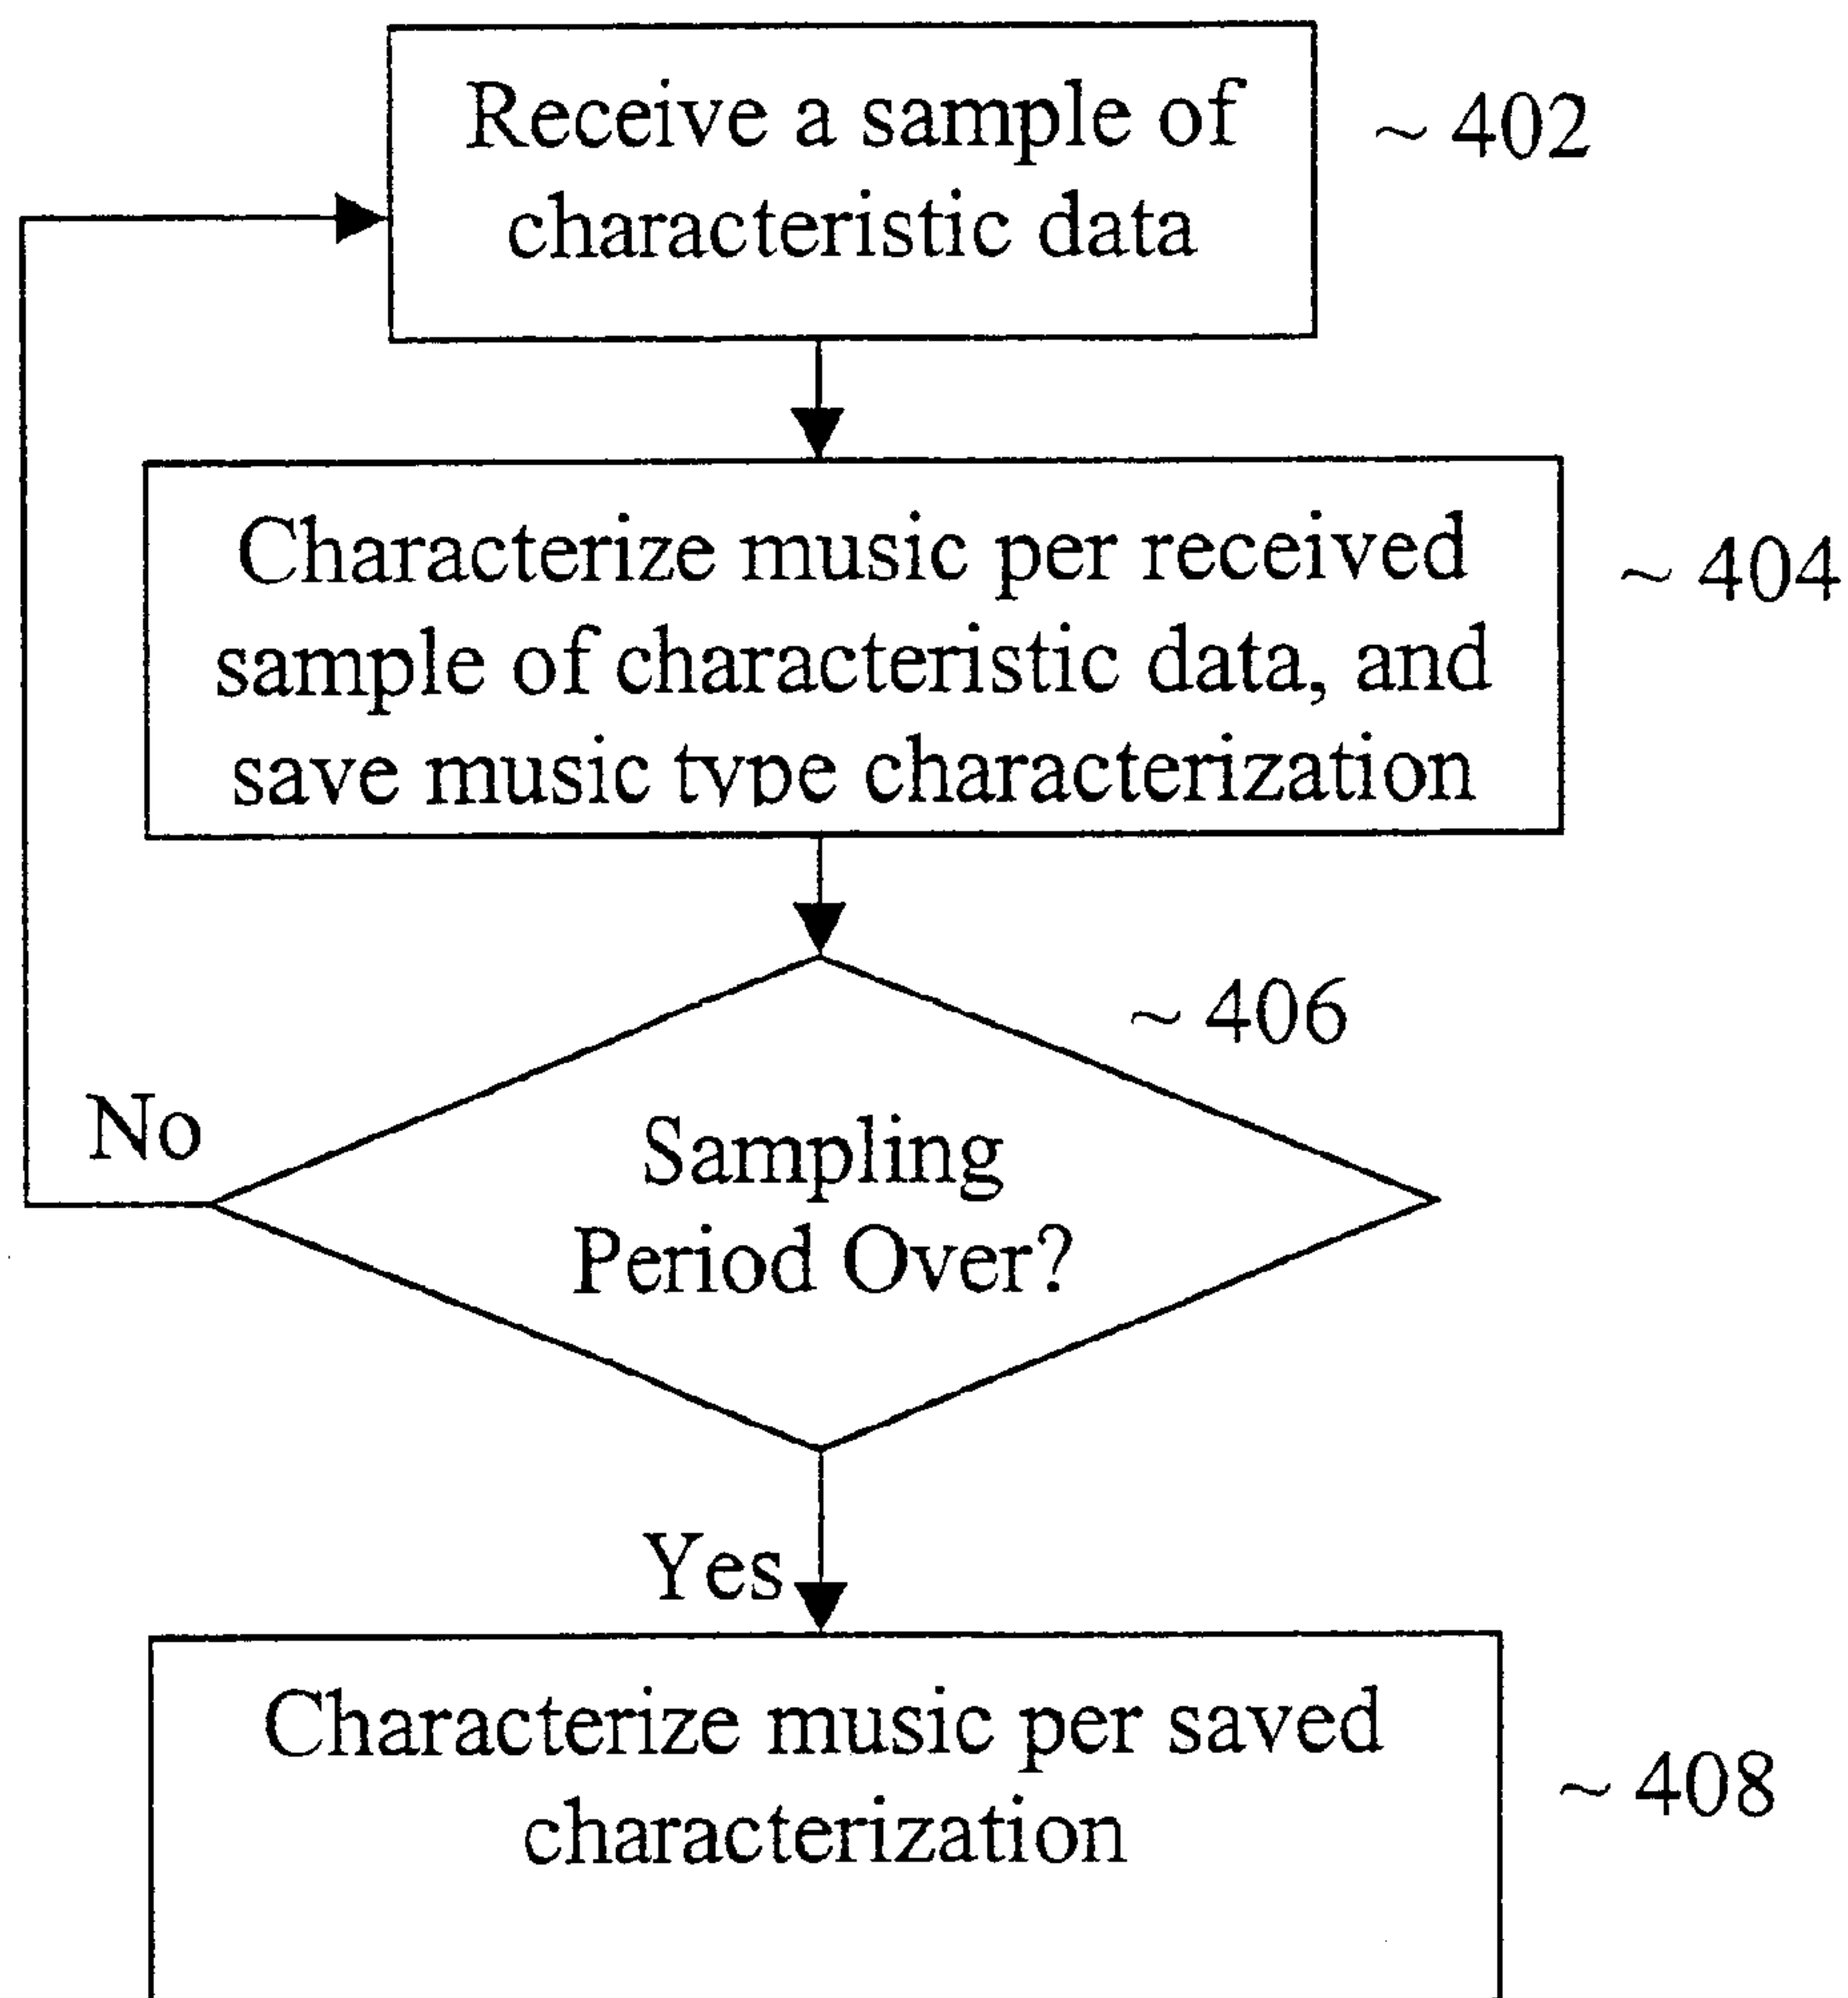 Receive a sample of
characteristic data
~ 402
Characterize music per received
sample of characteristic data, and
save music type characterization
~ 404
~ 406
Sampling
Period Over?
No
Yes
Characterize music per saved
characterization
~ 408